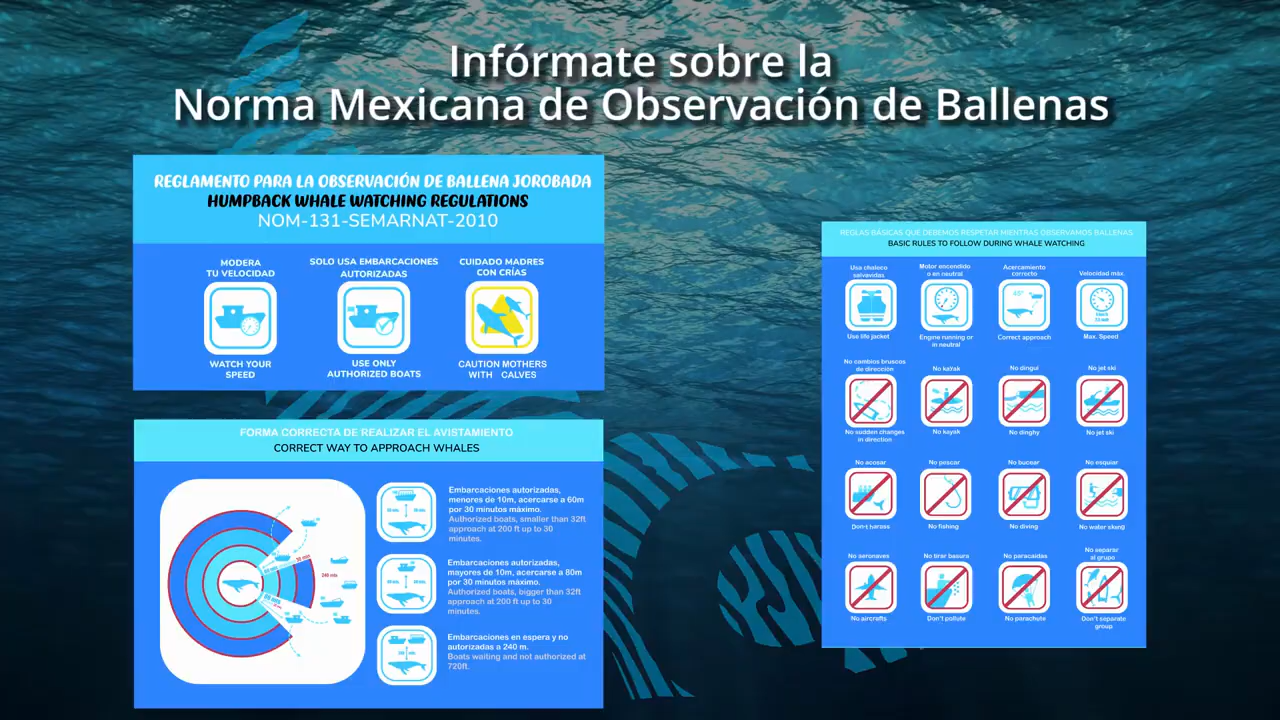 Infórmate sobre la
Norma Mexicana de Observación de Ballenas
REGLAMENTO PARA LA OBSERVACIÓN DE BALLENA JOROBADA
HUMPBACK WHALE WATCHING REGULATIONS
NOM-131-SEMARNAT-2010
MODERA
TU VELOCIDAD
WATCH YOUR
SPEED
SOLO USA EMBARCACIONES
AUTORIZADAS
USE ONLY
AUTHORIZED BOATS
CUIDADO MADRES
CON CRÍAS
CAUTION MOTHERS
WITH CALVES
FORMA CORRECTA DE REALIZAR EL AVISTAMIENTO
CORRECT WAY TO APPROACH WHALES
240 mts
Embarcaciones autorizadas,
menores de 10m, acercarse a 60m
por 30 minutos máximo.
Authorized boats, smaller than 32ft
approach at 200 ft up to 30
minutes.
Embarcaciones autorizadas,
mayores de 10m, acercarse a 80m
por 30 minutos máximo.
Authorized boats, bigger than 32ft
approach at 200 ft up to 30
minutes.
Embarcaciones en espera y no
autorizadas a 240 m.
Boats waiting and not authorized at
720ft.
REGLAS BÁSICAS QUE DEBEMOS RESPETAR MIENTRAS OBSERVAMOS BALLENAS
BASIC RULES TO FOLLOW DURING WHALE WATCHING
Usa chaleco
salvavidas
Use life jacket
Motor encendido
o en neutral
Engine running or
in neutral
Acercamiento
correcto
45°
Correct approach
Velocidad máx.
Max. Speed
No cambios bruscos
de dirección
No sudden changes
in direction
No kayak
No kayak
No dingui
No dinghy
No jet ski
No jet ski
No acosar
Don't harass
No pescar
No fishing
No bucear
No diving
No esquiar
No water skiing
No aeronaves
No aircrafts
No tirar basura
Don't pollute
No paracaídas
No parachute
No separar
al grupo
Don't separate
group